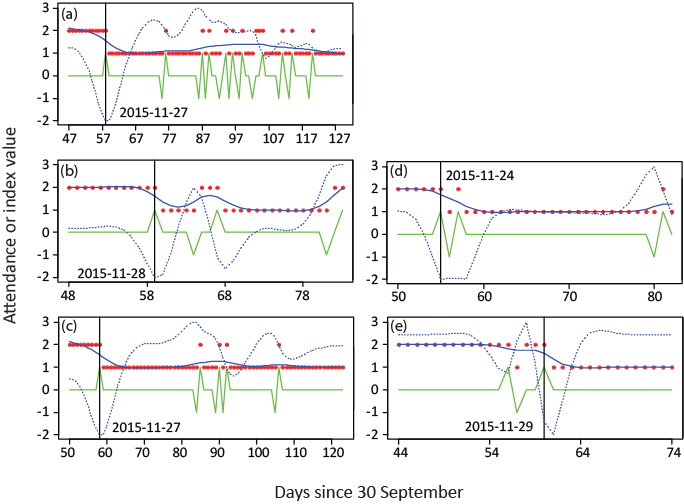 Attendance or index value
(a)
3
2
1
0
-1
-2
2015-11-27
47 57 67 77 87 97 107 117 127
(b)
3
2
1
0
-1
-2
2015-11-28
48 58 68 78
(d)
3
2
1
0
-1
-2
2015-11-24
50 60 70 80
(c)
3
2
1
0
-1
-2
2015-11-27
50 60 70 80 90 100 110 120
(e)
3
2
1
0
-1
-2
2015-11-29
44 54 64 74
Days since 30 September